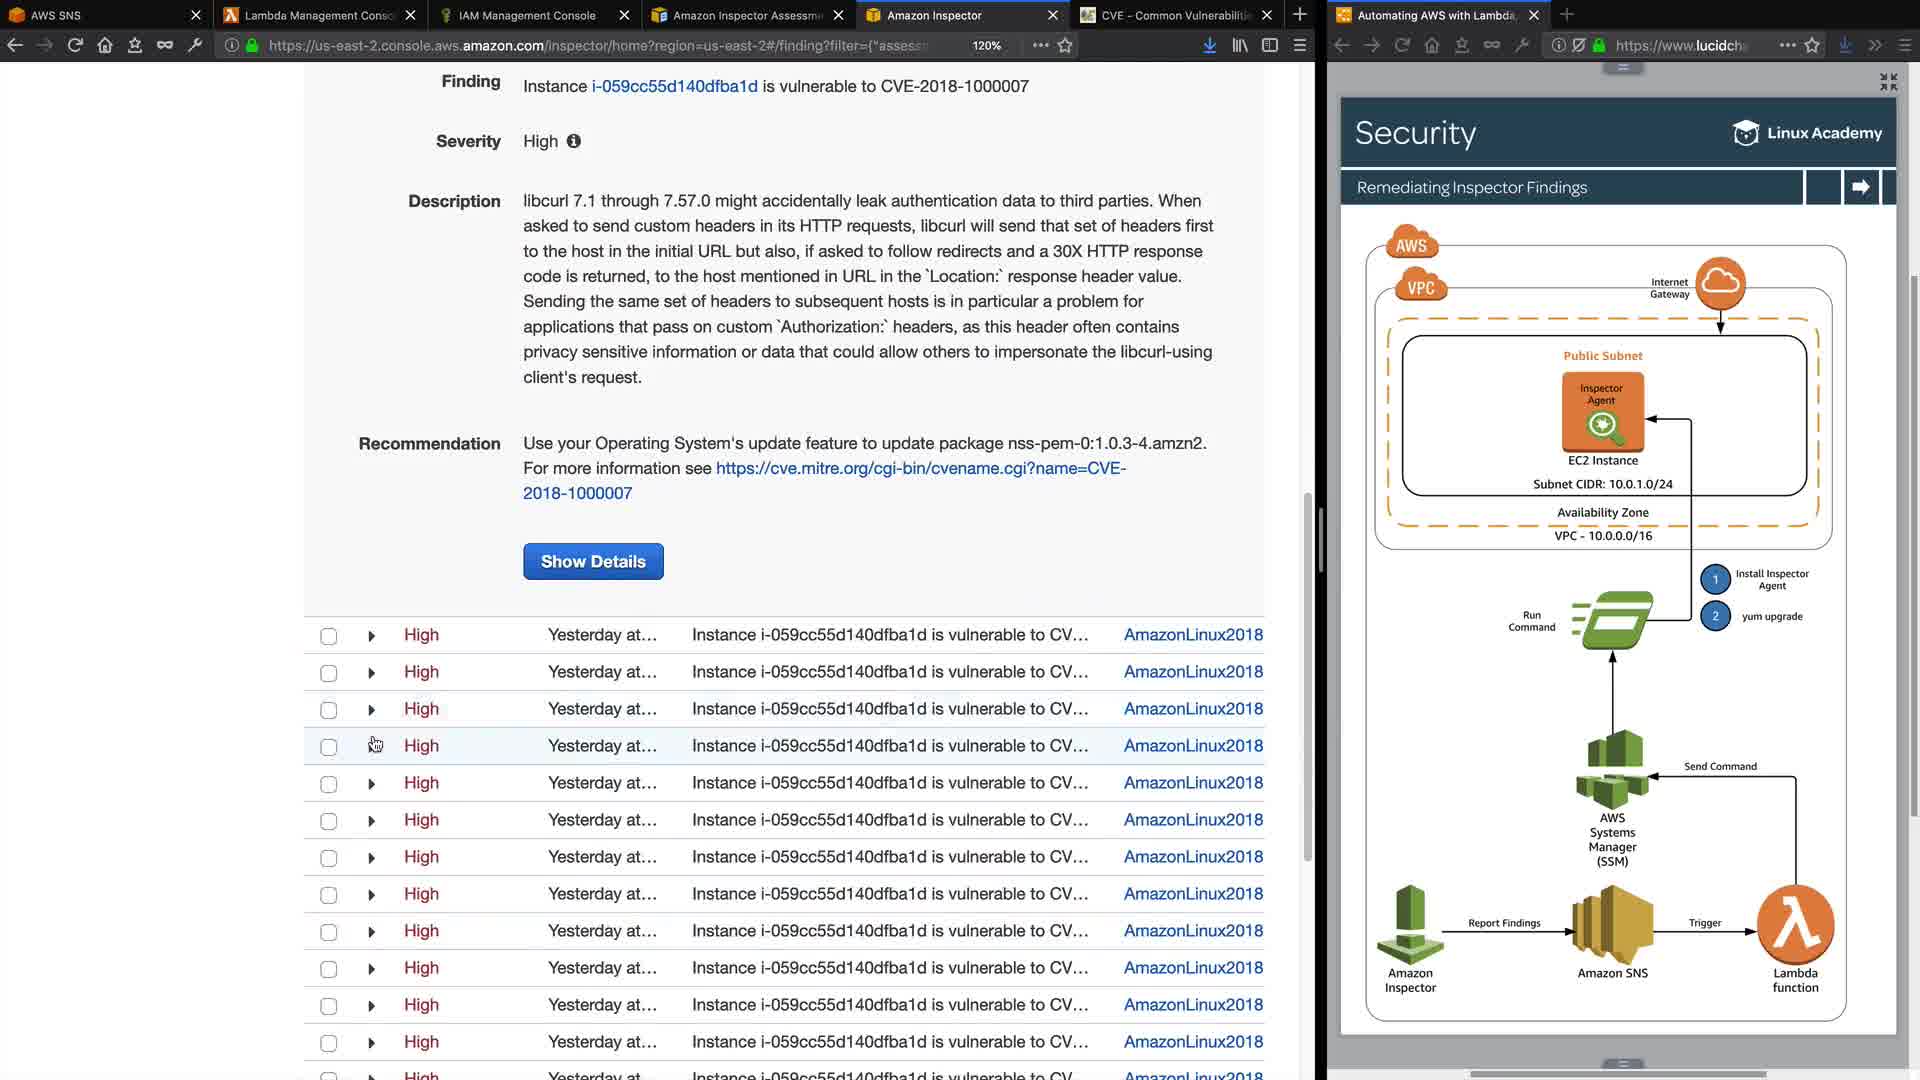 AWS SNS
Lambda Management Conso
IAM Management Console
Amazon Inspector Assessme
Amazon Inspector
CVE - Common Vulnerabilitie
https://us-east-2.console.aws.amazon.com/inspector/home?region=us-east-2#/finding?filter={"assess
120%
Finding
Instance i-059cc55d140dfba1d is vulnerable to CVE-2018-1000007
Severity
High
Description
libcurl 7.1 through 7.57.0 might accidentally leak authentication data to third parties. When
asked to send custom headers in its HTTP requests, libcurl will send that set of headers first
to the host in the initial URL but also, if asked to follow redirects and a 30X HTTP response
code is returned, to the host mentioned in URL in the `Location:` response header value.
Sending the same set of headers to subsequent hosts is in particular a problem for
applications that pass on custom `Authorization:` headers, as this header often contains
privacy sensitive information or data that could allow others to impersonate the libcurl-using
client's request.
Recommendation
Use your Operating System's update feature to update package nss-pem-0:1.0.3-4.amzn2.
For more information see https://cve.mitre.org/cgi-bin/cvename.cgi?name=CVE-
2018-1000007
Show Details
High Yesterday at... Instance i-059cc55d140dfba1d is vulnerable to CV... AmazonLinux2018
High Yesterday at... Instance i-059cc55d140dfba1d is vulnerable to CV... AmazonLinux2018
High Yesterday at... Instance i-059cc55d140dfba1d is vulnerable to CV... AmazonLinux2018
High Yesterday at... Instance i-059cc55d140dfba1d is vulnerable to CV... AmazonLinux2018
High Yesterday at... Instance i-059cc55d140dfba1d is vulnerable to CV... AmazonLinux2018
High Yesterday at... Instance i-059cc55d140dfba1d is vulnerable to CV... AmazonLinux2018
High Yesterday at... Instance i-059cc55d140dfba1d is vulnerable to CV... AmazonLinux2018
High Yesterday at... Instance i-059cc55d140dfba1d is vulnerable to CV... AmazonLinux2018
High Yesterday at... Instance i-059cc55d140dfba1d is vulnerable to CV... AmazonLinux2018
High Yesterday at... Instance i-059cc55d140dfba1d is vulnerable to CV... AmazonLinux2018
High Yesterday at... Instance i-059cc55d140dfba1d is vulnerable to CV... AmazonLinux2018
High Yesterday at... Instance i-059cc55d140dfba1d is vulnerable to CV... AmazonLinux2018
High Yesterday at... Instance i-059cc55d140dfba1d is vulnerable to CV... AmazonLinux2018
Automating AWS with Lambda,
https://www.lucidcha
Security
Linux Academy
Remediating Inspector Findings
AWS
VPC
Internet
Gateway
Public Subnet
Inspector
Agent
EC2 Instance
Subnet CIDR: 10.0.1.0/24
Availability Zone
VPC - 10.0.0.0/16
1 Install Inspector
Agent
2 yum upgrade
Run
Command
Send Command
AWS
Systems
Manager
(SSM)
Report Findings
Trigger
Amazon
Inspector
Amazon SNS
Lambda
function